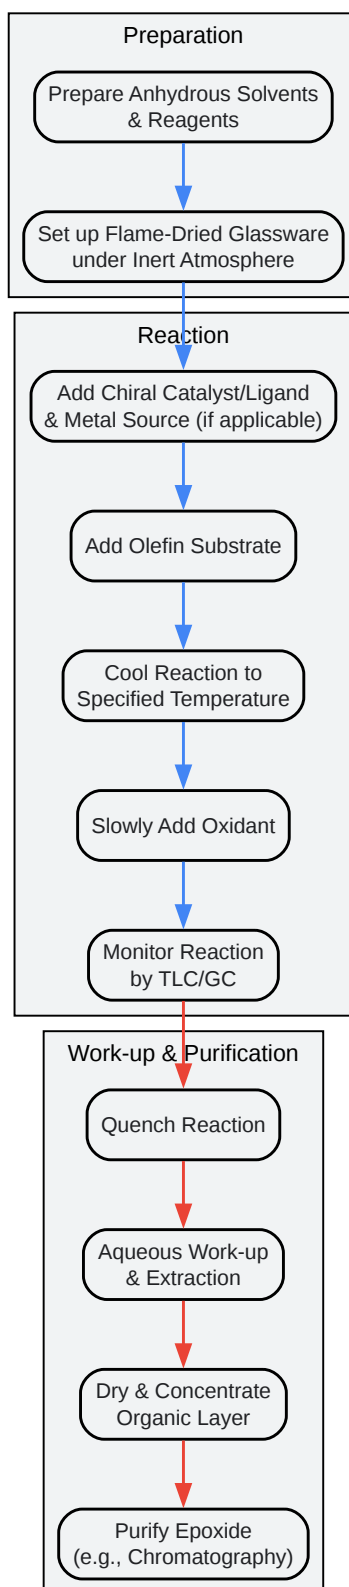 Preparation
Prepare Anhydrous Solvents
& Reagents
Set up Flame-Dried Glassware
under Inert Atmosphere
Reaction
Add Chiral Catalyst/Ligand
& Metal Source (if applicable)
Add Olefin Substrate
Cool Reaction to
Specified Temperature
Slowly Add Oxidant
Monitor Reaction
by TLC/GC
Work-up & Purification
Quench Reaction
Aqueous Work-up
& Extraction
Dry & Concentrate
Organic Layer
Purify Epoxide
(e.g., Chromatography)